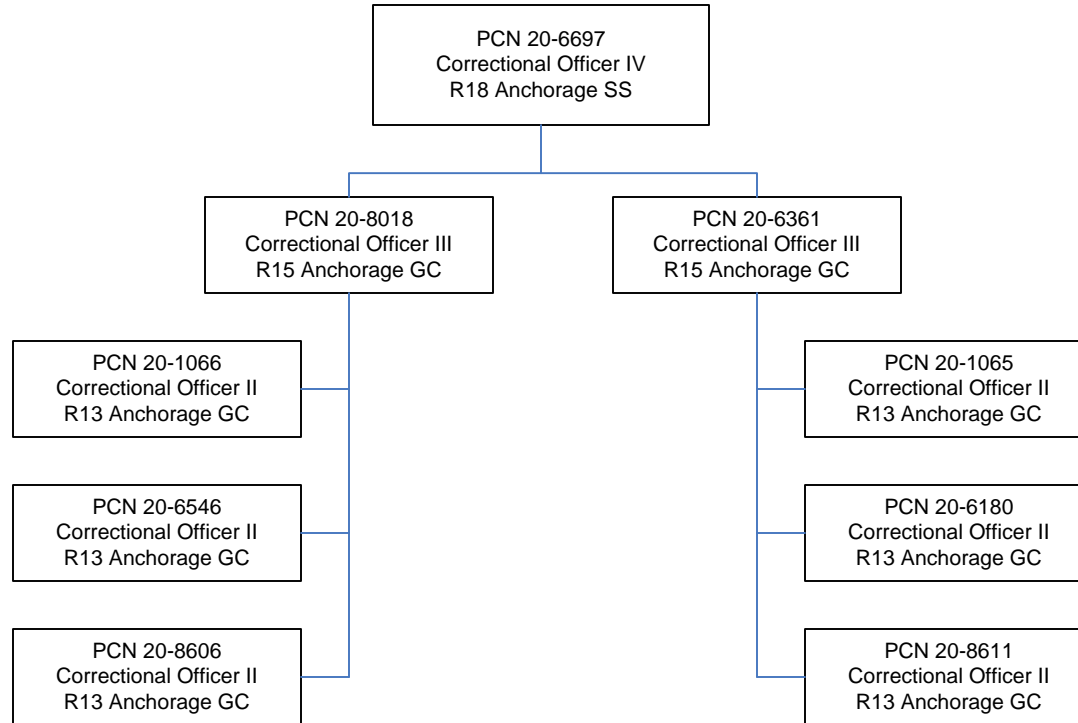 PCN 20-6697
Correctional Officer IV
R18 Anchorage SS
PCN 20-8018
Correctional Officer III
R15 Anchorage GC
PCN 20-6361
Correctional Officer III
R15 Anchorage GC
PCN 20-1066
Correctional Officer II
R13 Anchorage GC
PCN 20-1065
Correctional Officer II
R13 Anchorage GC
PCN 20-6546
Correctional Officer II
R13 Anchorage GC
PCN 20-6180
Correctional Officer II
R13 Anchorage GC
PCN 20-8606
Correctional Officer II
R13 Anchorage GC
PCN 20-8611
Correctional Officer II
R13 Anchorage GC